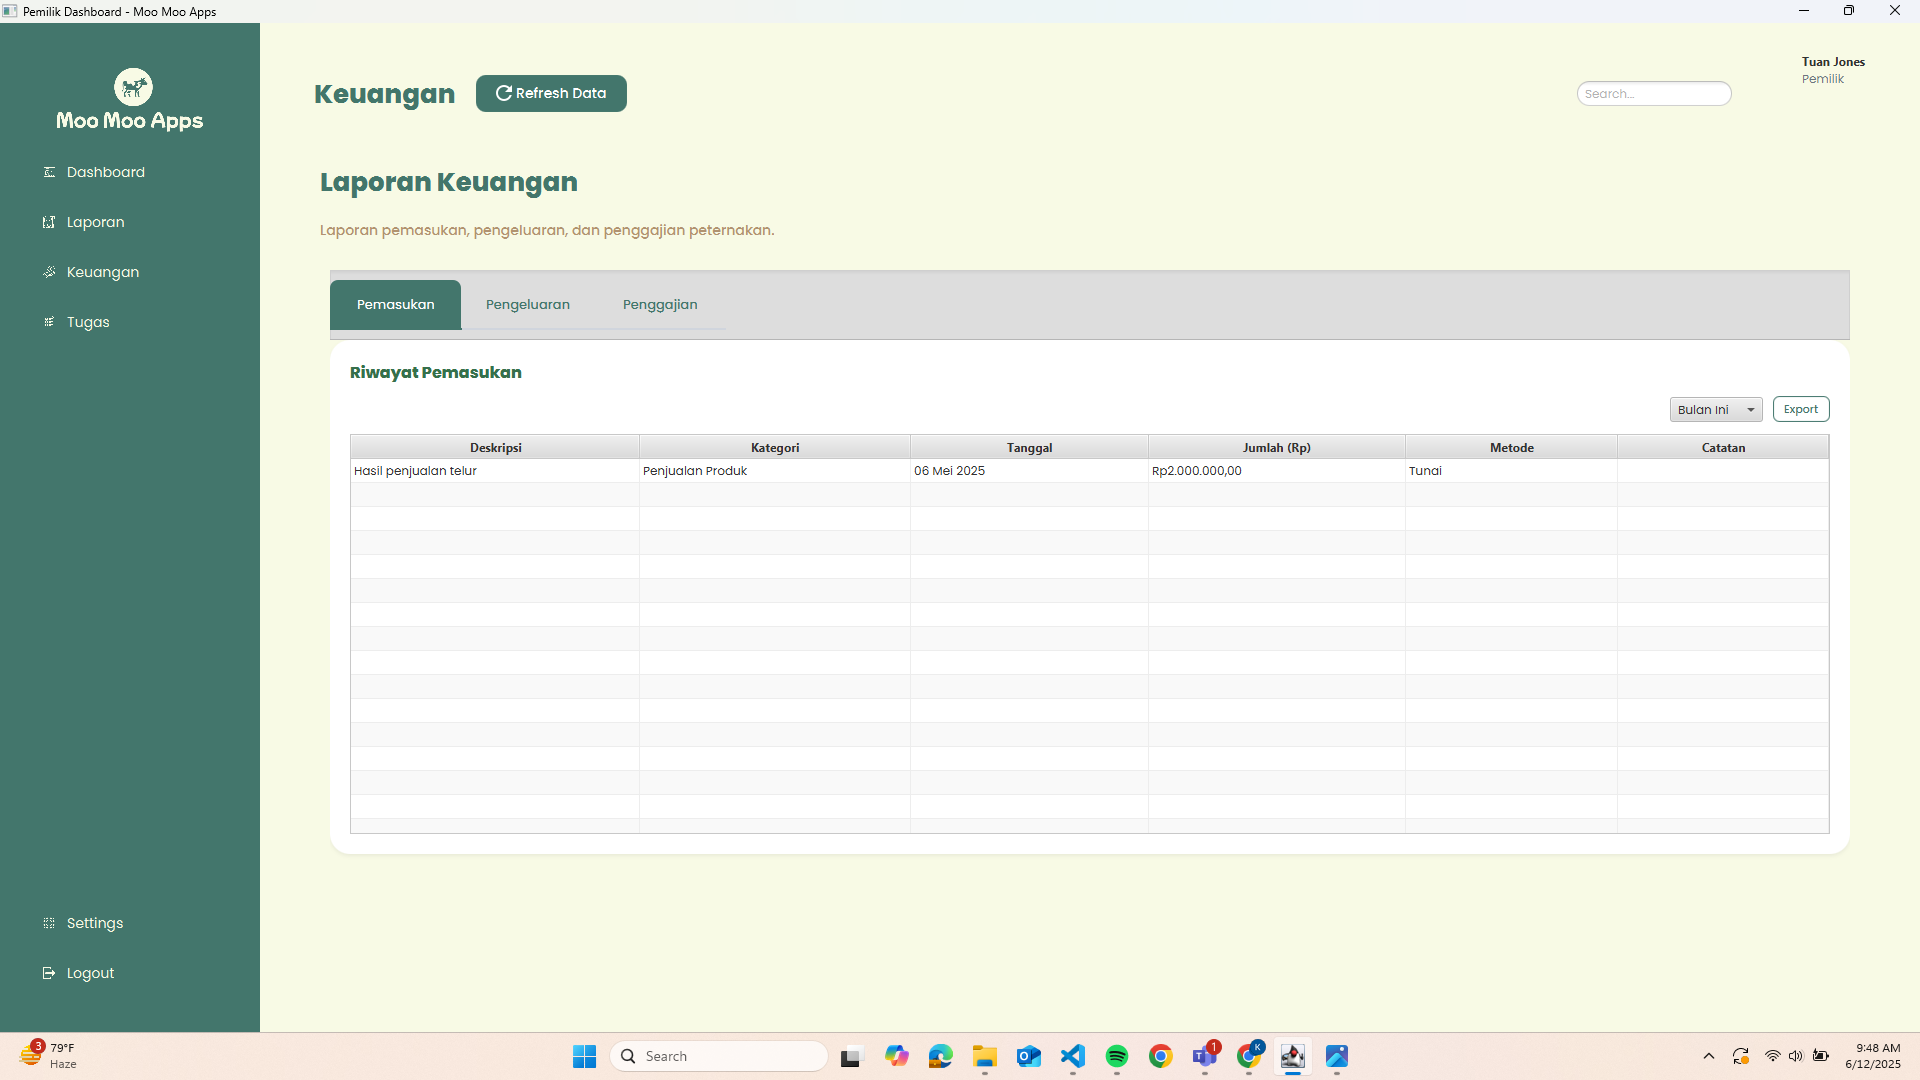 Pemilik Dashboard - Moo Moo Apps
Moo Moo Apps
Dashboard
Laporan
Keuangan
Tugas
Settings
Logout
Keuangan
Refresh Data
Search...
Tuan Jones
Pemilik
Laporan Keuangan
Laporan pemasukan, pengeluaran, dan penggajian peternakan.
Pemasukan Pengeluaran Penggajian
Riwayat Pemasukan
Bulan Ini Export
Deskripsi Kategori Tanggal Jumlah (Rp) Metode Catatan
Hasil penjualan telur Penjualan Produk 06 Mei 2025 Rp2.000.000,00 Tunai
3
79°F
Haze
Search
1
K
9:48 AM
6/12/2025